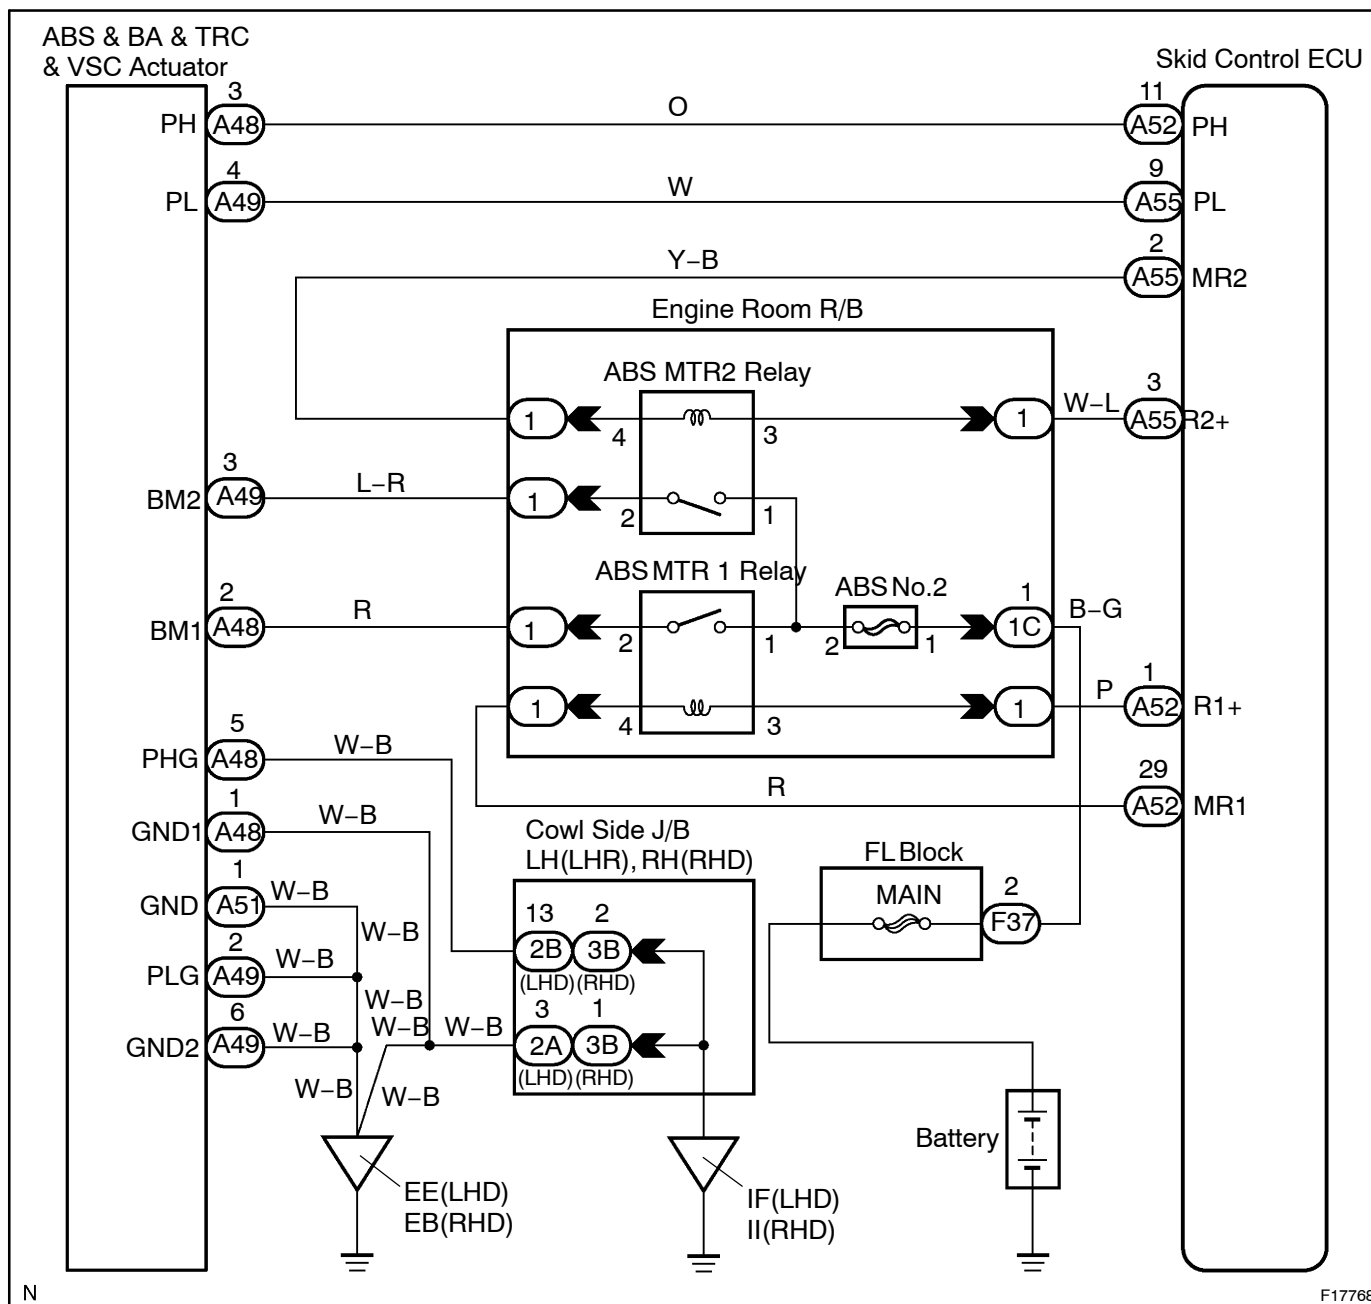 ABS & BA & TRC
& VSC Actuator
Skid Control ECU
3
O
11
PH
A48
A52
PH
4
W
9
PL
A49
A55
PL
Y–B
2
A55
MR2
Engine Room R/B
ABS MTR2 Relay
3
1
4
3
1
W–L
A55
R2+
3
BM2
A49
L–R
1
2
1
ABS MTR 1 Relay
ABS No.2
2
1
BM1
A48
R
1
2
1
2
1
1C
B–G
1
1
4
3
1
P
A52
R1+
5
PHG
A48
W–B
R
29
A52
MR1
1
GND1
A48
W–B
Cowl Side J/B
LH(LHR), RH(RHD)
FL Block
MAIN
2
F37
1
GND
A51
W–B
W–B
13
2
2B
3B
(LHD)
(RHD)
2
PLG
A49
W–B
W–B
W–B
W–B
3
1
2A
3B
(LHD)
(RHD)
6
GND2
A49
W–B
W–B
W–B
Battery
EE(LHD)
EB(RHD)
IF(LHD)
II(RHD)
N
F17768